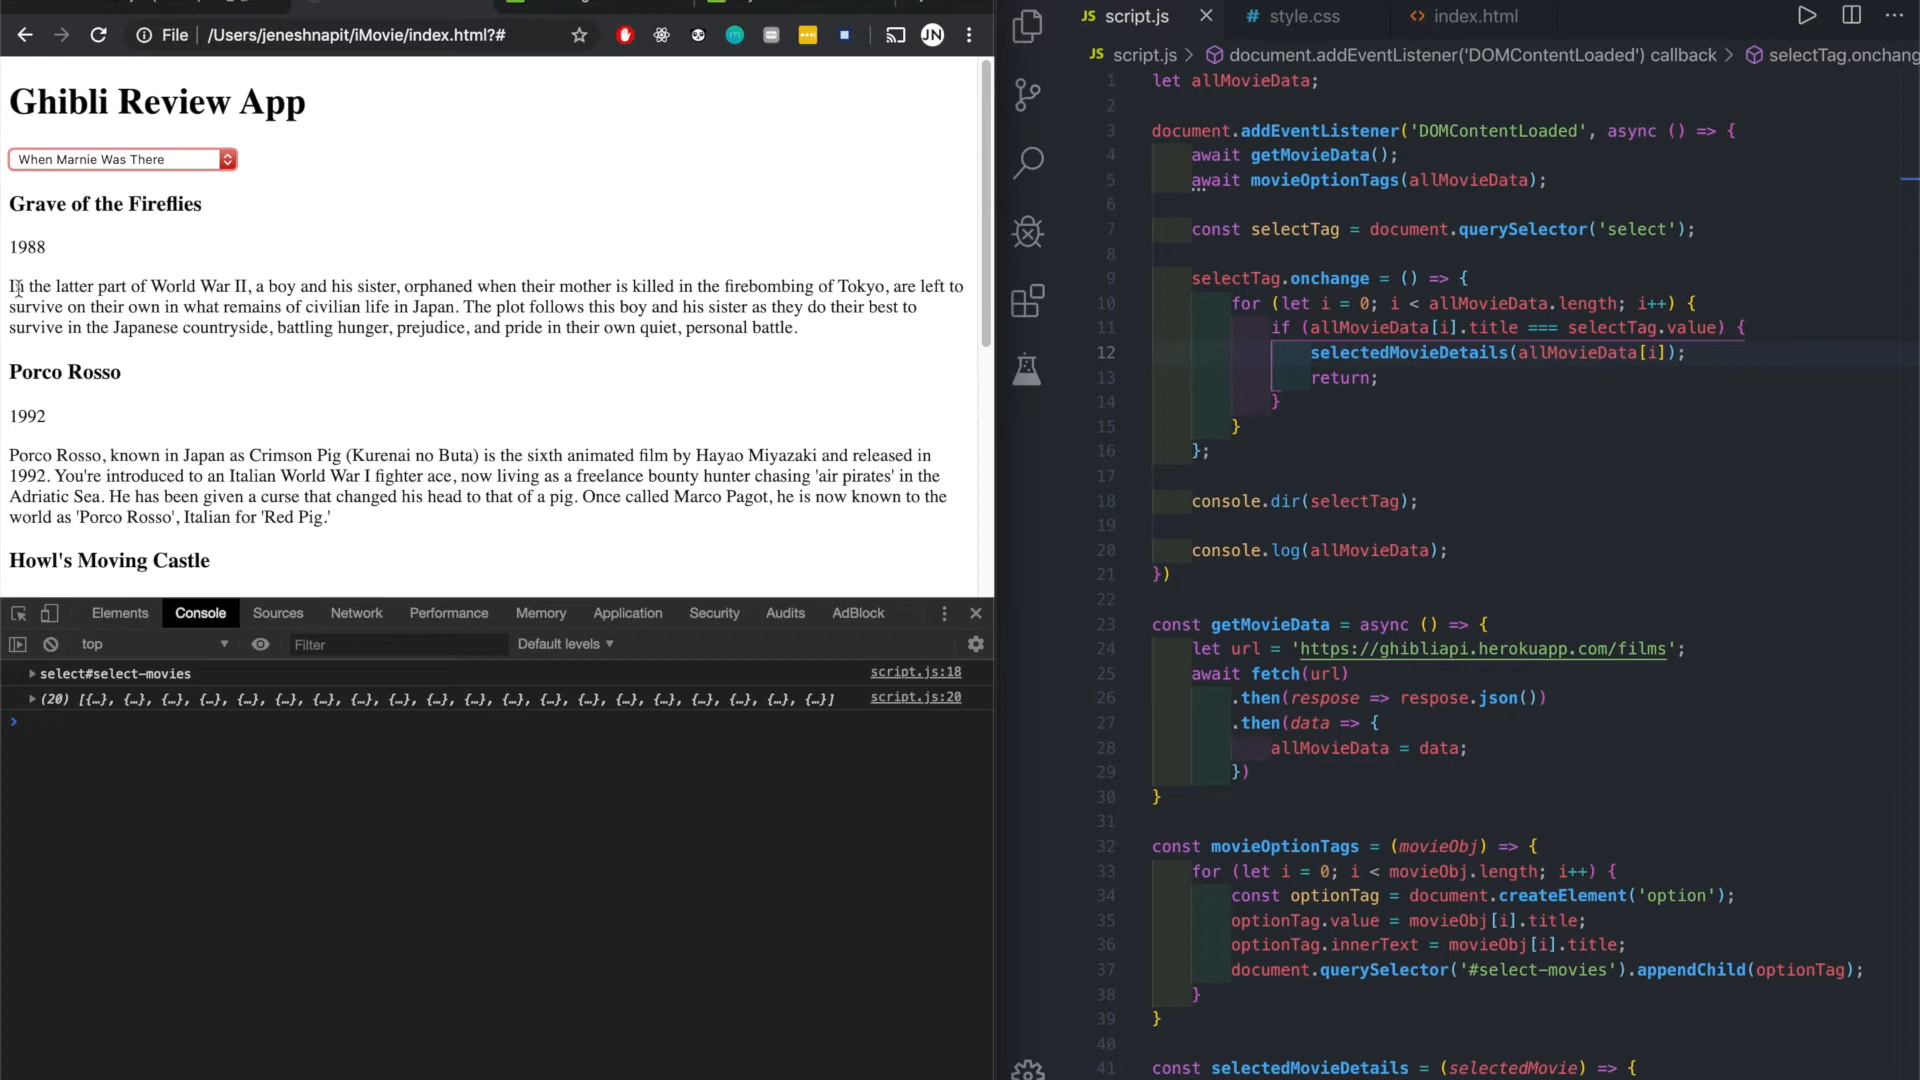 File | /Users/jeneshnapit/iMovie/index.html?#
JN
Ghibli Review App
When Marnie Was There
Grave of the Fireflies
1988
In the latter part of World War II, a boy and his sister, orphaned when their mother is killed in the firebombing of Tokyo, are left to
survive on their own in what remains of civilian life in Japan. The plot follows this boy and his sister as they do their best to
survive in the Japanese countryside, battling hunger, prejudice, and pride in their own quiet, personal battle.
Porco Rosso
1992
Porco Rosso, known in Japan as Crimson Pig (Kurenai no Buta) is the sixth animated film by Hayao Miyazaki and released in
1992. You're introduced to an Italian World War I fighter ace, now living as a freelance bounty hunter chasing 'air pirates' in the
Adriatic Sea. He has been given a curse that changed his head to that of a pig. Once called Marco Pagot, he is now known to the
world as 'Porco Rosso', Italian for 'Red Pig.'
Howl's Moving Castle
Elements Console Sources Network Performance Memory Application Security Audits AdBlock
top Filter Default levels
select#select-movies script.js:18
(20) [{…}, {…}, {…}, {…}, {…}, {…}, {…}, {…}, {…}, {…}, {…}, {…}, {…}, {…}, {…}, {…}, {…}, {…}, {…}, {…}] script.js:20
JS script.js # style.css <> index.html
JS script.js > document.addEventListener('DOMContentLoaded') callback > selectTag.onchang
1 let allMovieData;
2
3 document.addEventListener('DOMContentLoaded', async () => {
4 await getMovieData();
5 await movieOptionTags(allMovieData);
6
7 const selectTag = document.querySelector('select');
8
9 selectTag.onchange = () => {
10 for (let i = 0; i < allMovieData.length; i++) {
11 if (allMovieData[i].title === selectTag.value) {
12 selectedMovieDetails(allMovieData[i]);
13 return;
14 }
15 }
16 };
17
18 console.dir(selectTag);
19
20 console.log(allMovieData);
21 })
22
23 const getMovieData = async () => {
24 let url = 'https://ghibliapi.herokuapp.com/films';
25 await fetch(url)
26 .then(respose => respose.json())
27 .then(data => {
28 allMovieData = data;
29 })
30 }
31
32 const movieOptionTags = (movieObj) => {
33 for (let i = 0; i < movieObj.length; i++) {
34 const optionTag = document.createElement('option');
35 optionTag.value = movieObj[i].title;
36 optionTag.innerText = movieObj[i].title;
37 document.querySelector('#select-movies').appendChild(optionTag);
38 }
39 }
40
41 const selectedMovieDetails = (selectedMovie) => {